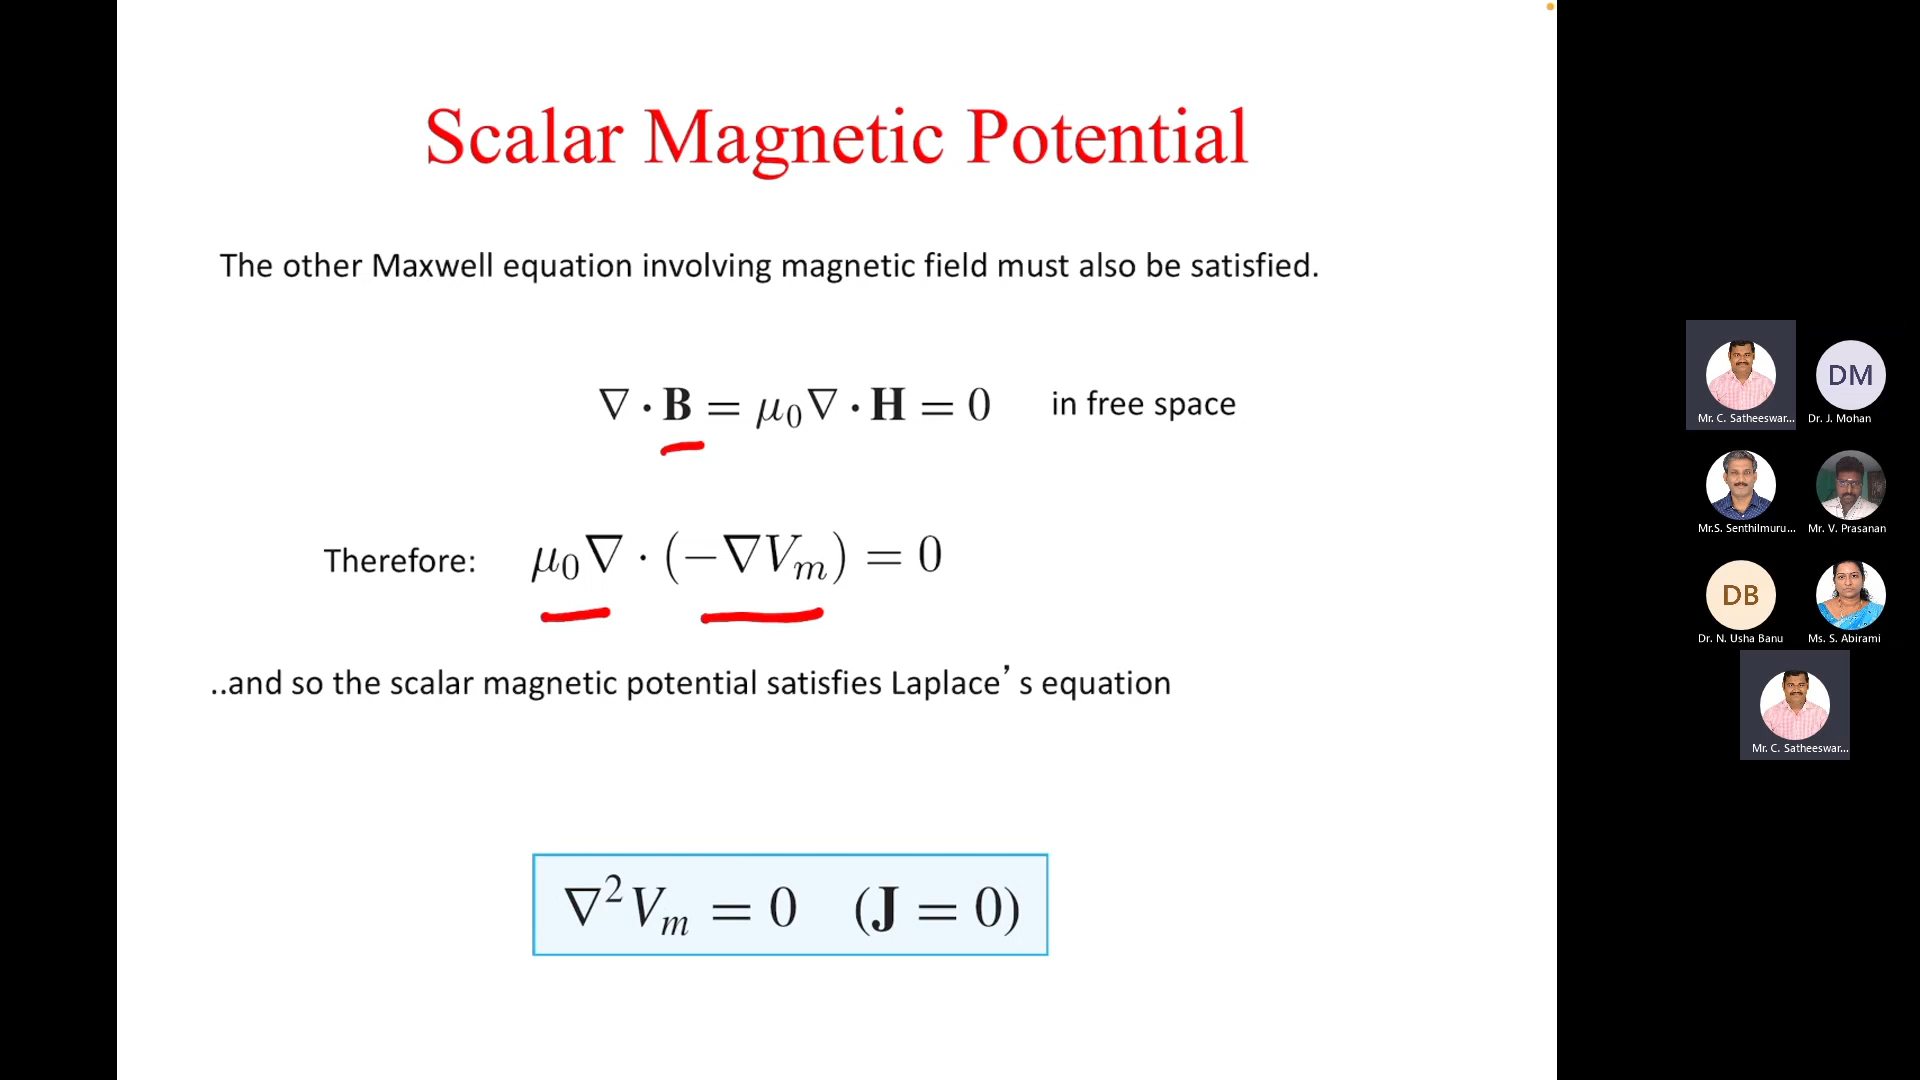 Scalar Magnetic Potential
The other Maxwell equation involving magnetic field must also be satisfied.
∇ · B = μ₀∇ · H = 0 in free space
Therefore: μ₀∇ · (−∇Vₘ) = 0
..and so the scalar magnetic potential satisfies Laplace’s equation
∇²Vₘ = 0 (J = 0)
Mr. C. Satheeswar...
DM
Dr. J. Mohan
Mr.S. Senthilmuru...
Mr. V. Prasanan
DB
Dr. N. Usha Banu
Ms. S. Abirami
Mr. C. Satheeswar...